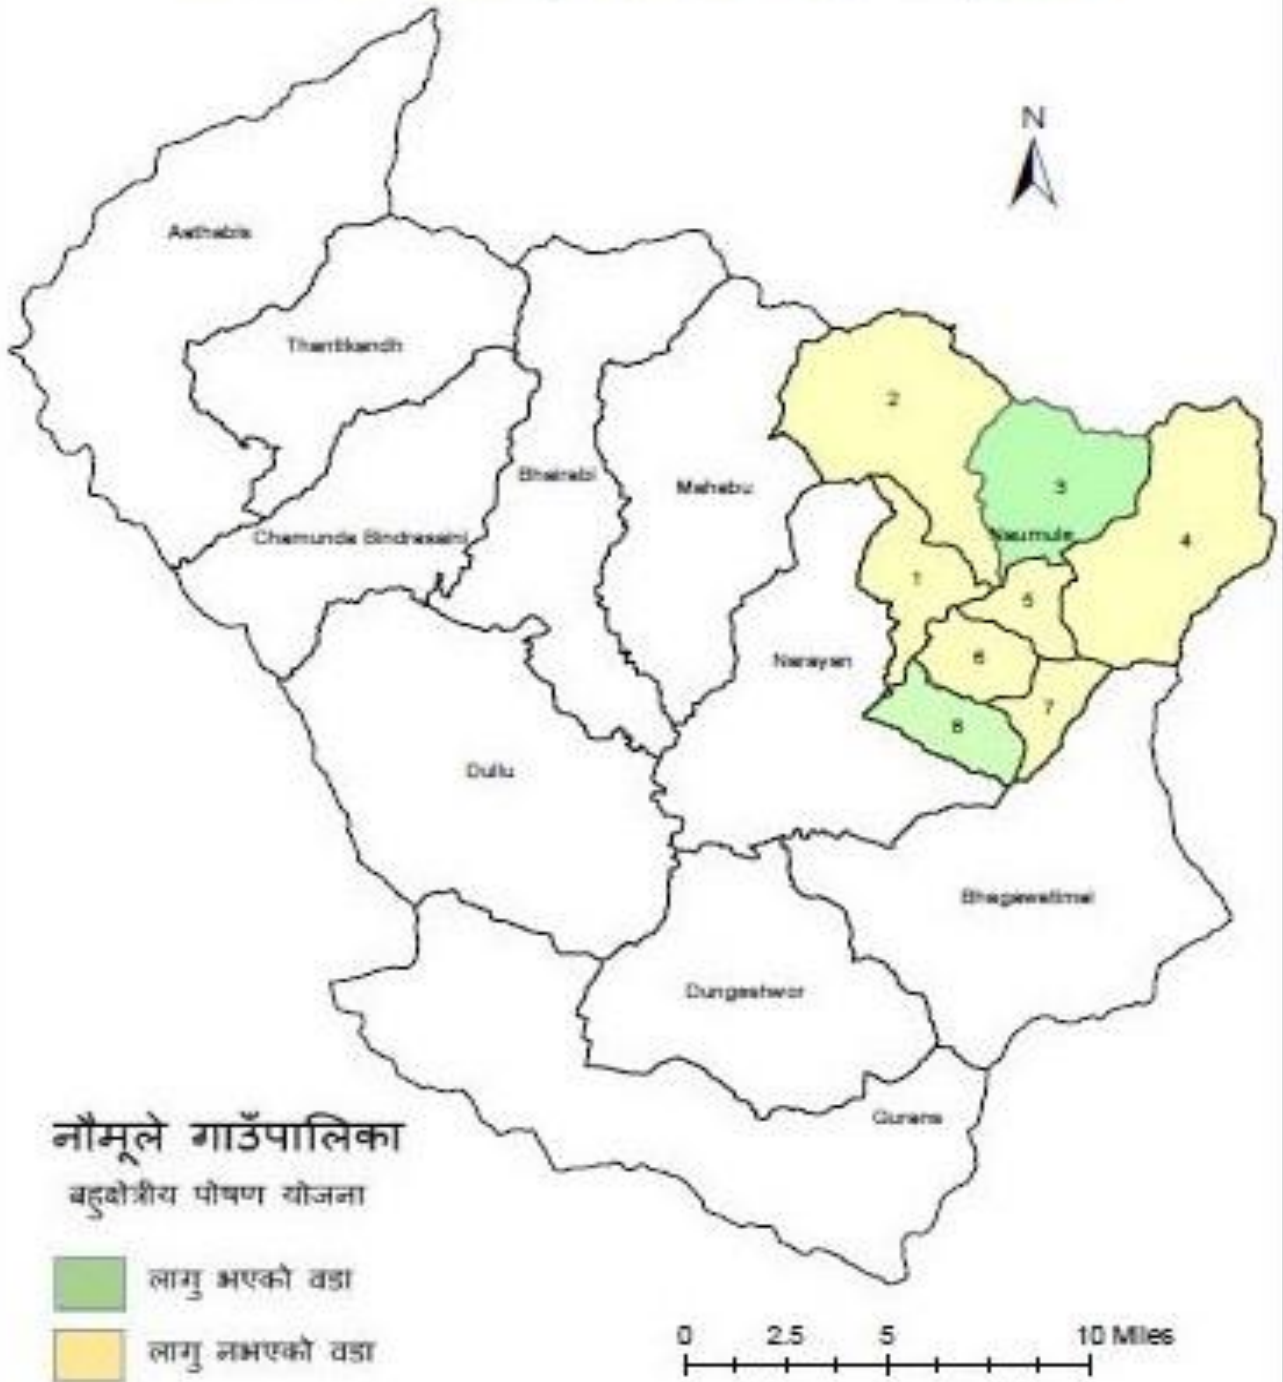 N
Aathabis
Thantikandh
2
3
Bhairabi
Mahabu
Naumule
4
Chamunda Bindrasaini
1
5
6
Narayan
7
8
Dullu
Bhagawatimai
Dungeshwor
Gurans
नौमूले गाउँपालिका
बहुक्षेत्रीय पोषण योजना
लागु भएको वडा
लागु नभएको वडा
0 2.5 5 10 Miles